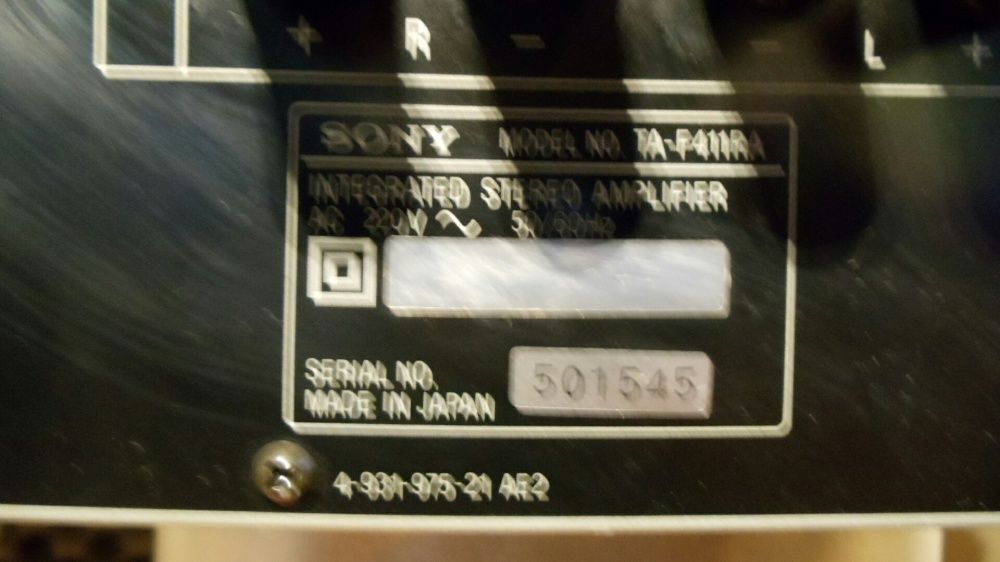 + R − − L +
SONY MODEL NO. TA-F411RA
INTEGRATED STEREO AMPLIFIER
AC 220V ~ 50/60Hz
SERIAL NO. 501545
MADE IN JAPAN
4-931-975-21 AE2